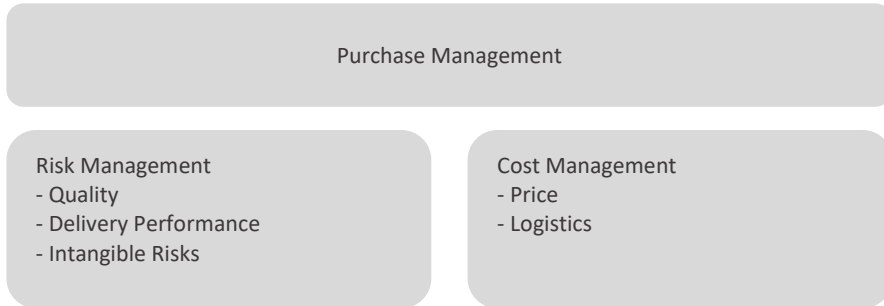 Purchase Management
Risk Management
- Quality
- Delivery Performance
- Intangible Risks
Cost Management
- Price
- Logistics